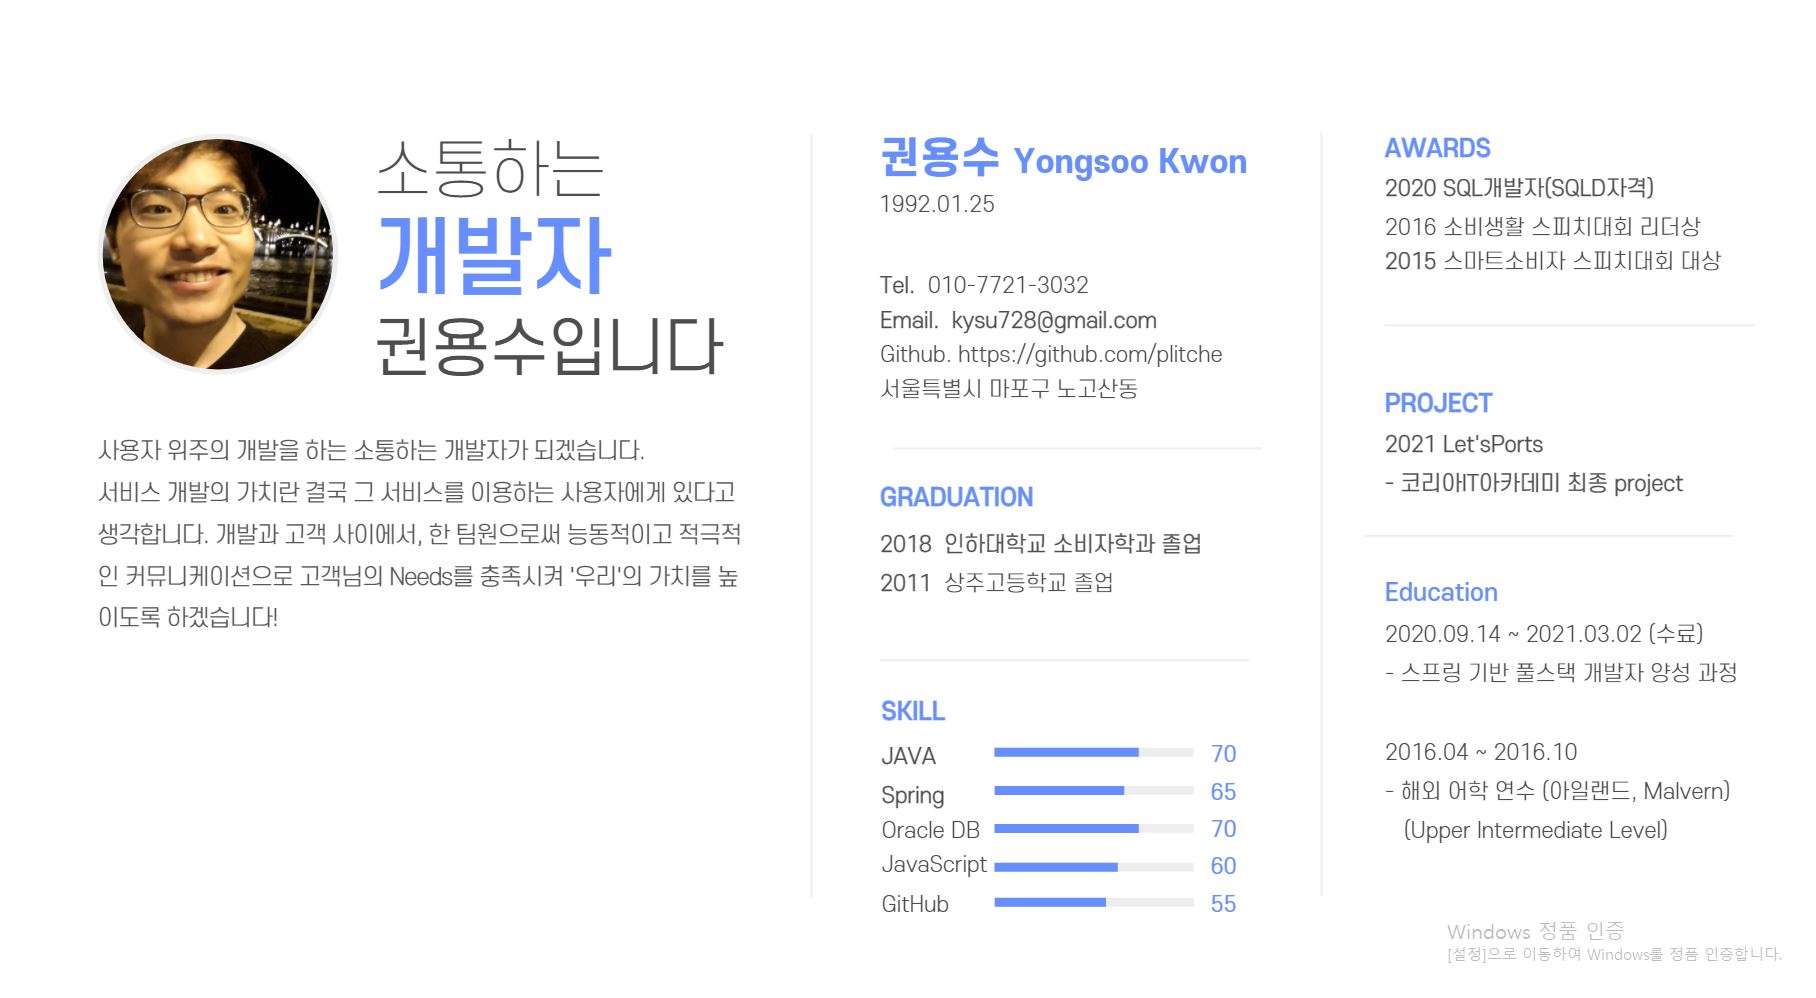 소통하는
개발자
권용수입니다
사용자 위주의 개발을 하는 소통하는 개발자가 되겠습니다.
서비스 개발의 가치란 결국 그 서비스를 이용하는 사용자에게 있다고
생각합니다. 개발과 고객 사이에서, 한 팀원으로써 능동적이고 적극적
인 커뮤니케이션으로 고객님의 Needs를 충족시켜 '우리'의 가치를 높
이도록 하겠습니다!
권용수 Yongsoo Kwon
1992.01.25
Tel. 010-7721-3032
Email. kysu728@gmail.com
Github. https://github.com/plitche
서울특별시 마포구 노고산동
GRADUATION
2018 인하대학교 소비자학과 졸업
2011 상주고등학교 졸업
SKILL
JAVA 70
Spring 65
Oracle DB 70
JavaScript 60
GitHub 55
AWARDS
2020 SQL개발자(SQLD자격)
2016 소비생활 스피치대회 리더상
2015 스마트소비자 스피치대회 대상
PROJECT
2021 Let'sPorts
- 코리아IT아카데미 최종 project
Education
2020.09.14 ~ 2021.03.02 (수료)
- 스프링 기반 풀스택 개발자 양성 과정
2016.04 ~ 2016.10
- 해외 어학 연수 (아일랜드, Malvern)
(Upper Intermediate Level)
Windows 정품 인증
[설정]으로 이동하여 Windows를 정품 인증합니다.